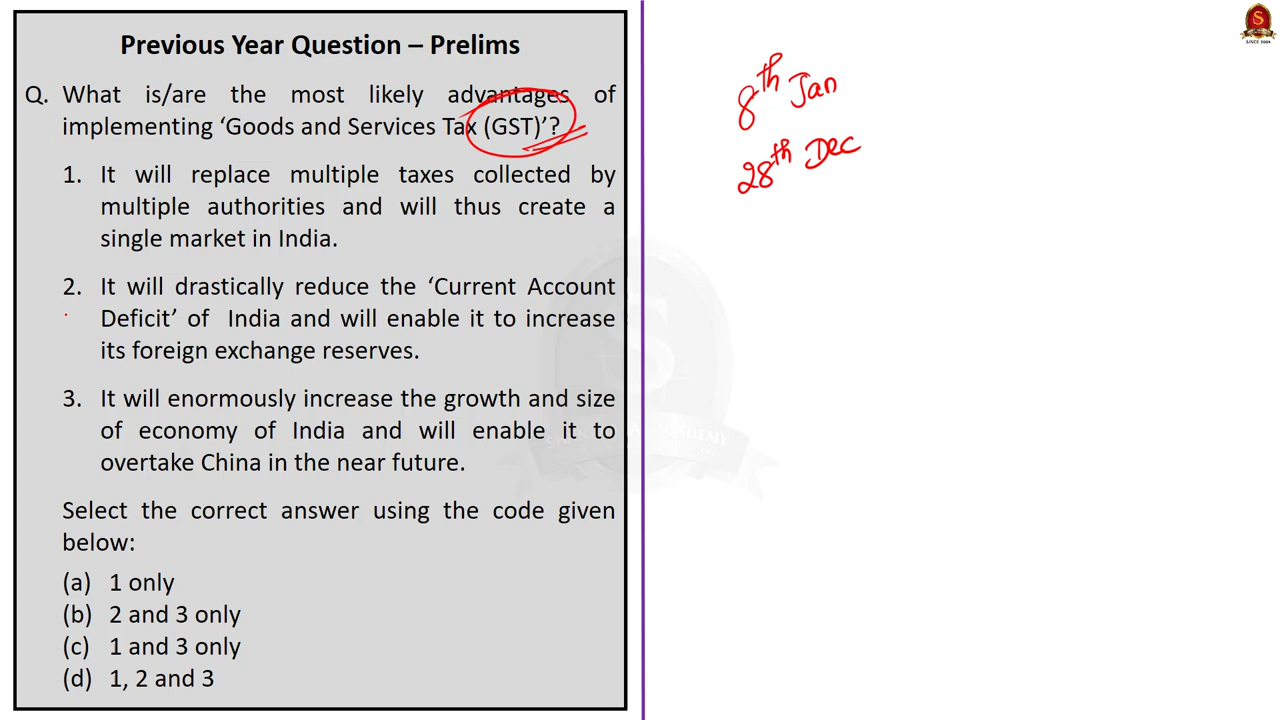 Previous Year Question – Prelims
Q. What is/are the most likely advantages of
implementing ‘Goods and Services Tax (GST)’?
1. It will replace multiple taxes collected by
multiple authorities and will thus create a
single market in India.
2. It will drastically reduce the ‘Current Account
Deficit’ of India and will enable it to increase
its foreign exchange reserves.
3. It will enormously increase the growth and size
of economy of India and will enable it to
overtake China in the near future.
Select the correct answer using the code given
below:
(a) 1 only
(b) 2 and 3 only
(c) 1 and 3 only
(d) 1, 2 and 3
8th Jan
28th Dec
S
SINCE 2004